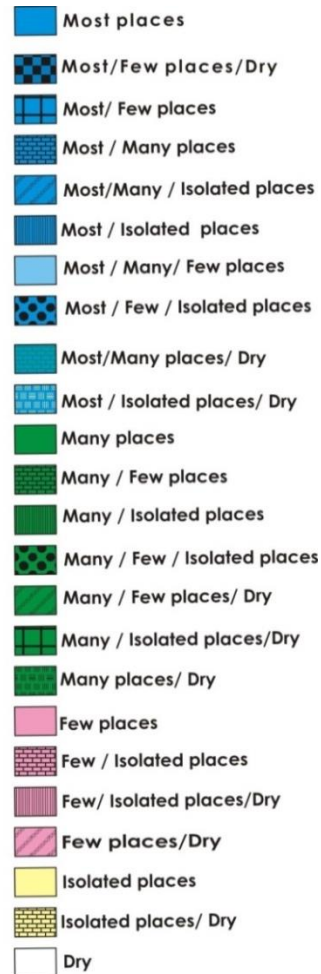 Most places
Most/Few places/Dry
Most/ Few places
Most / Many places
Most/Many / Isolated places
Most / Isolated places
Most / Many/ Few places
Most / Few / Isolated places
Most/Many places/ Dry
Most / Isolated places/ Dry
Many places
Many / Few places
Many / Isolated places
Many / Few / Isolated places
Many / Few places/ Dry
Many / Isolated places/Dry
Many places/ Dry
Few places
Few / Isolated places
Few/ Isolated places/Dry
Few places/Dry
Isolated places
Isolated places/ Dry
Dry